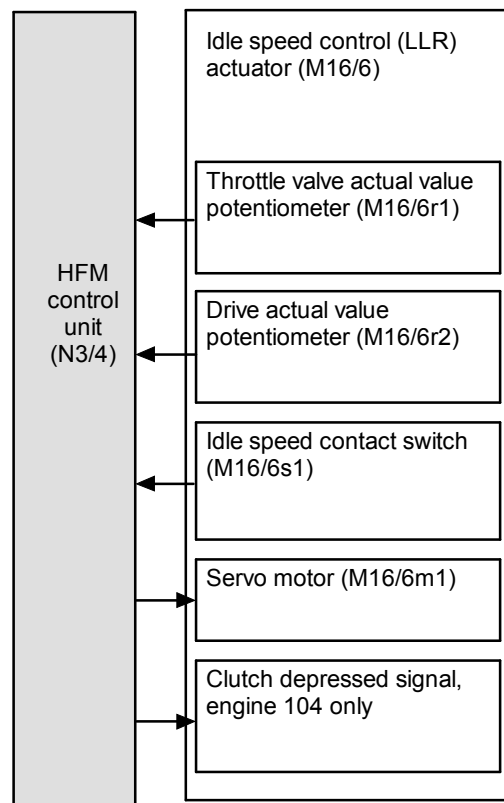 Idle speed control (LLR)
actuator (M16/6)
Throttle valve actual value
potentiometer (M16/6r1)
HFM
control
unit
(N3/4)
Drive actual value
potentiometer (M16/6r2)
Idle speed contact switch
(M16/6s1)
Servo motor (M16/6m1)
Clutch depressed signal,
engine 104 only